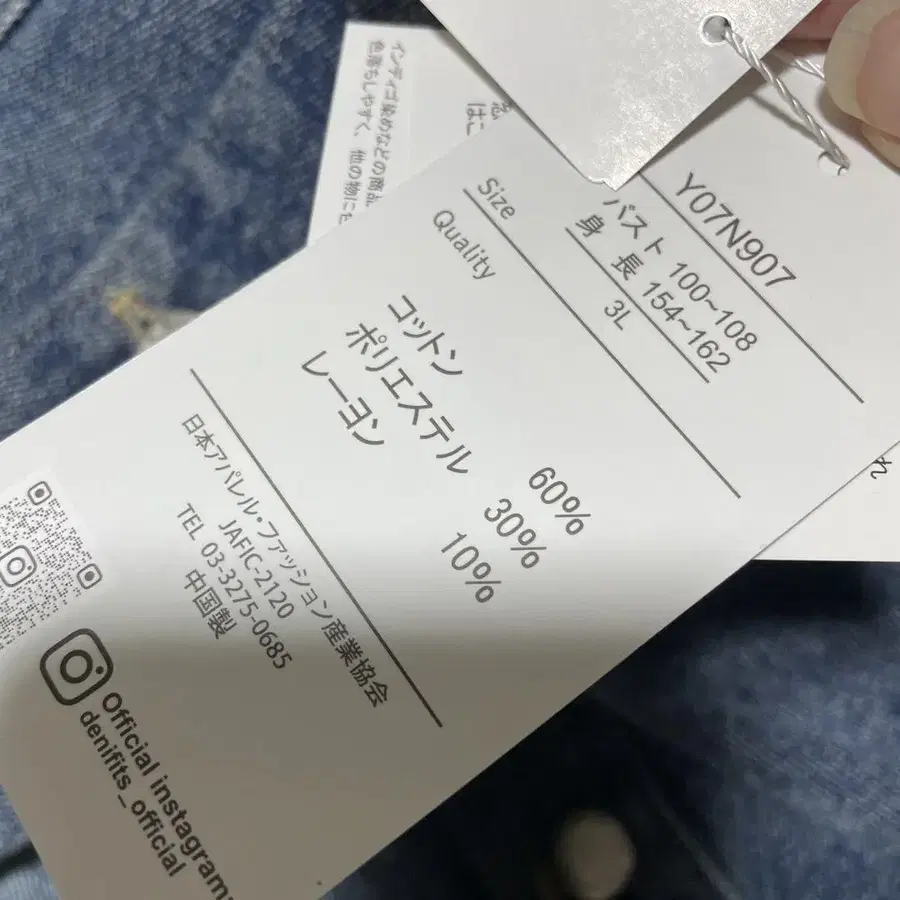 Y07N907
Size
バスト 100~108
身 長 154~162
3L
Quality
コットン 60%
ポリエステル 30%
レーヨン 10%
日本アパレル・ファッション産業協会
JAFIC-2120
TEL 03-3275-0685
中国製
Official instagram
denifits_official
インディゴ染めなどの商品
色落ちしやすく、他の物に色
は
れ